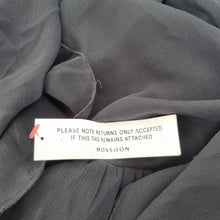 PLEASE NOTE RETURNS ONLY ACCEPTED
IF THIS TAG REMAINS ATTACHED
MONSOON